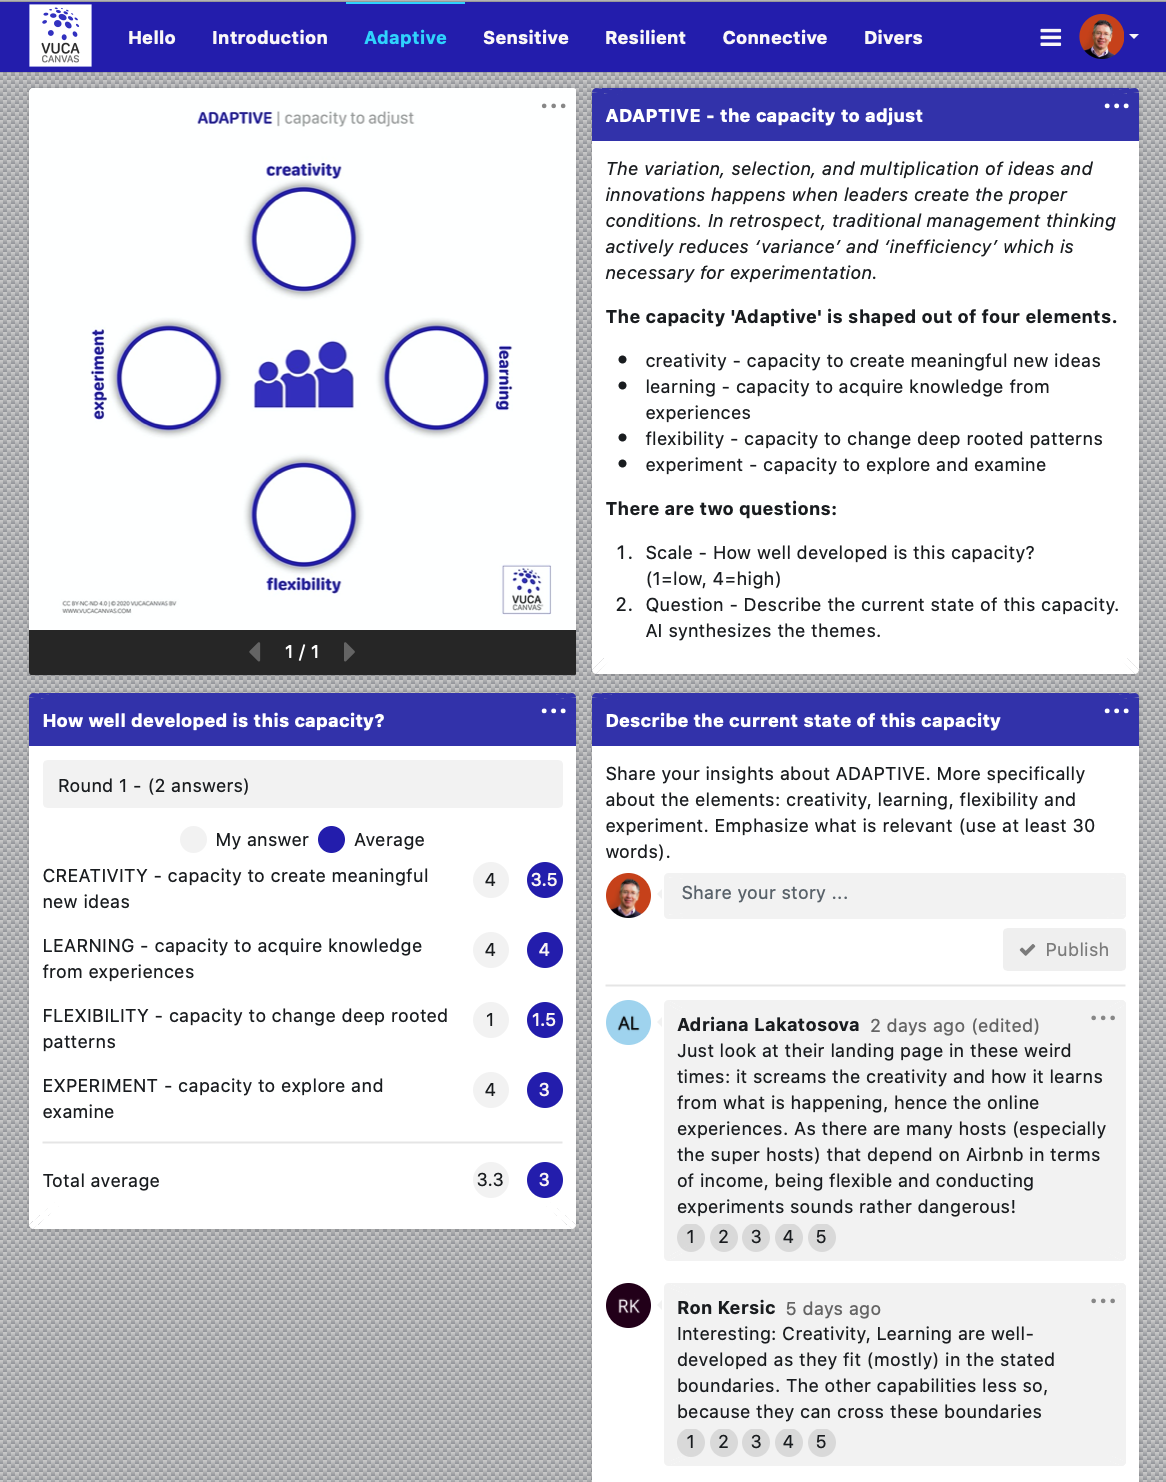 VUCA
CANVAS
Hello
Introduction
Adaptive
Sensitive
Resilient
Connective
Divers
ADAPTIVE | capacity to adjust
creativity
experiment
learning
flexibility
CC BY-NC-ND 4.0 | © 2020 VUCACANVAS BV
WWW.VUCACANVAS.COM
VUCA
CANVAS
1 / 1
ADAPTIVE - the capacity to adjust
The variation, selection, and multiplication of ideas and
innovations happens when leaders create the proper
conditions. In retrospect, traditional management thinking
actively reduces ‘variance’ and ‘inefficiency’ which is
necessary for experimentation.
The capacity 'Adaptive' is shaped out of four elements.
• creativity - capacity to create meaningful new ideas
• learning - capacity to acquire knowledge from
experiences
• flexibility - capacity to change deep rooted patterns
• experiment - capacity to explore and examine
There are two questions:
1. Scale - How well developed is this capacity?
(1=low, 4=high)
2. Question - Describe the current state of this capacity.
AI synthesizes the themes.
How well developed is this capacity?
Round 1 - (2 answers)
My answer Average
CREATIVITY - capacity to create meaningful
new ideas
4 3.5
LEARNING - capacity to acquire knowledge
from experiences
4 4
FLEXIBILITY - capacity to change deep rooted
patterns
1 1.5
EXPERIMENT - capacity to explore and
examine
4 3
Total average 3.3 3
Describe the current state of this capacity
Share your insights about ADAPTIVE. More specifically
about the elements: creativity, learning, flexibility and
experiment. Emphasize what is relevant (use at least 30
words).
Share your story ...
Publish
AL
Adriana Lakatosova 2 days ago (edited)
Just look at their landing page in these weird
times: it screams the creativity and how it learns
from what is happening, hence the online
experiences. As there are many hosts (especially
the super hosts) that depend on Airbnb in terms
of income, being flexible and conducting
experiments sounds rather dangerous!
1 2 3 4 5
RK
Ron Kersic 5 days ago
Interesting: Creativity, Learning are well-
developed as they fit (mostly) in the stated
boundaries. The other capabilities less so,
because they can cross these boundaries
1 2 3 4 5